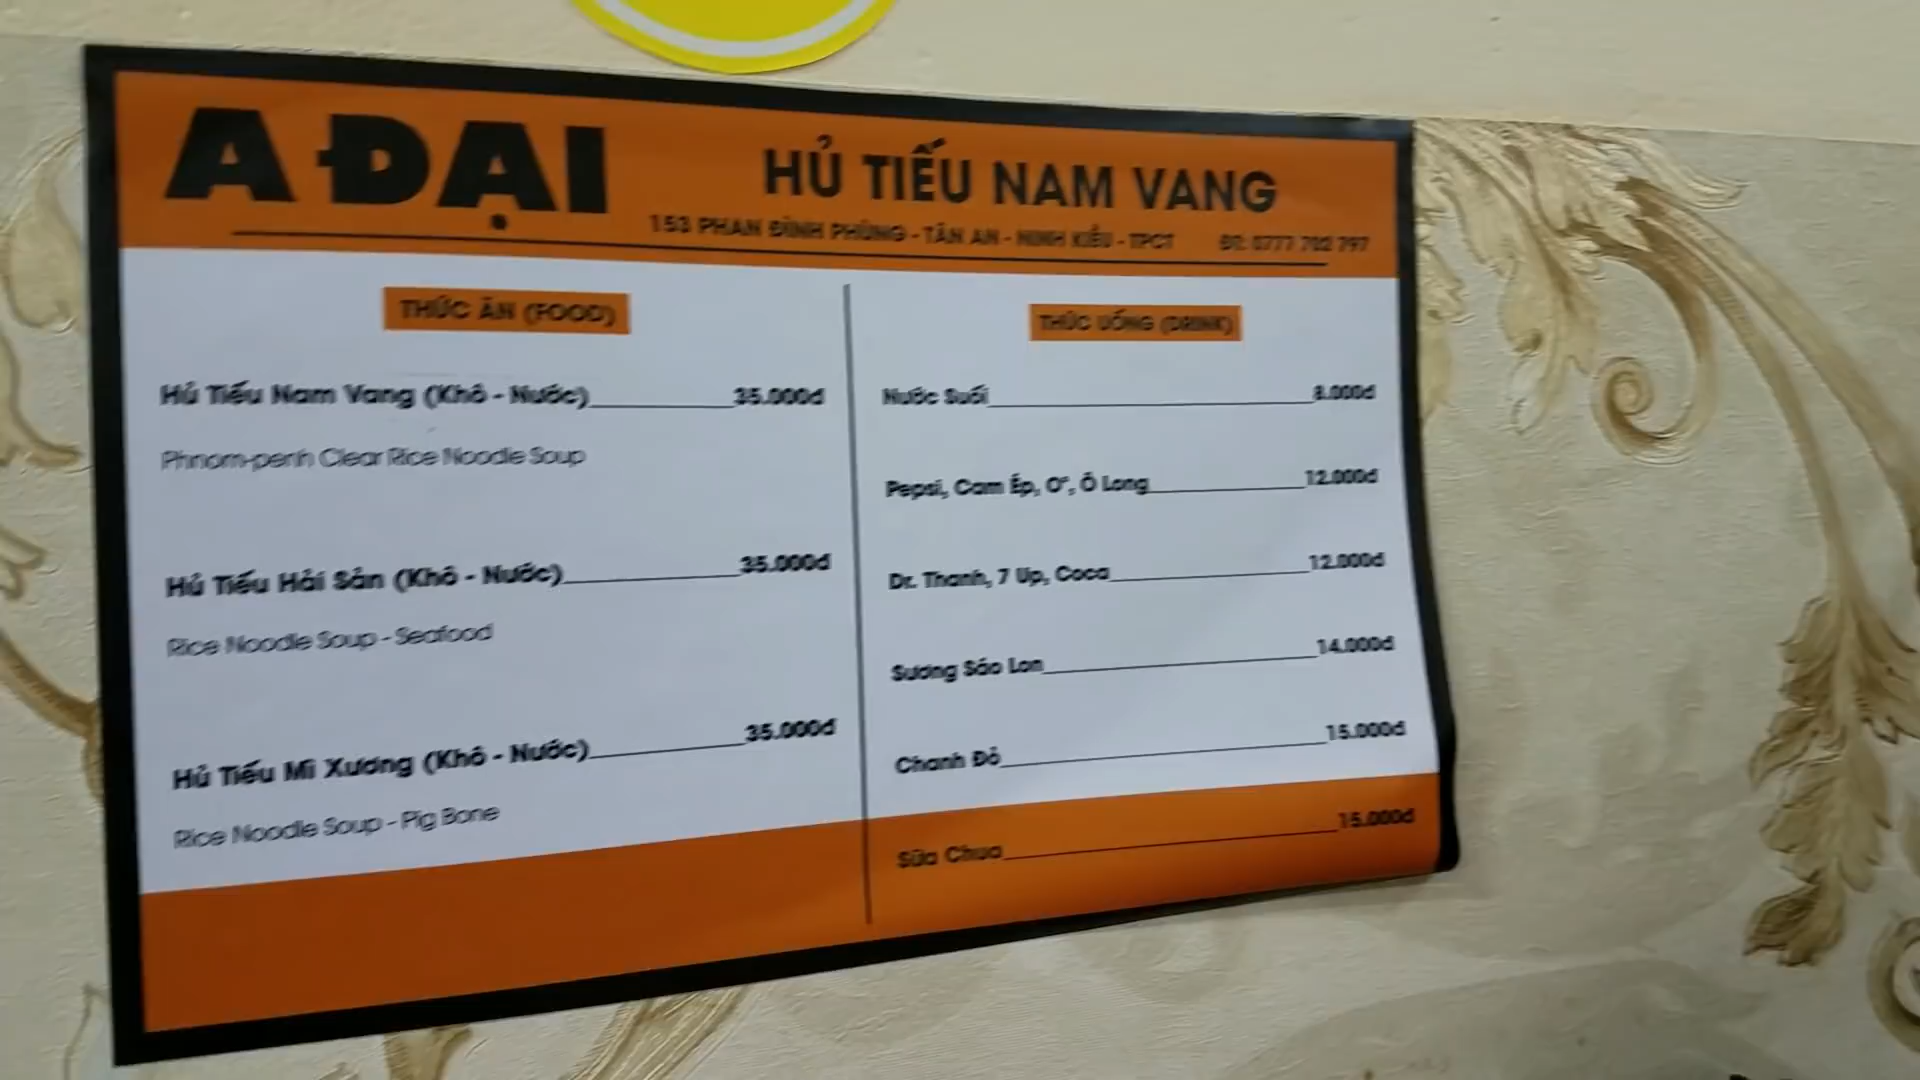 A ĐẠI
HỦ TIẾU NAM VANG
153 PHAN ĐÌNH PHÙNG - TÂN AN - NINH KIỀU - TPCT ĐT: 0777 702 797
THỨC ĂN (FOOD)
Hủ Tiếu Nam Vang (Khô - Nước) 35.000đ
Phnom-penh Clear Rice Noodle Soup
Hủ Tiếu Hải Sản (Khô - Nước) 35.000đ
Rice Noodle Soup - Seafood
Hủ Tiếu Mì Xương (Khô - Nước) 35.000đ
Rice Noodle Soup - Pig Bone
THỨC UỐNG (DRINK)
Nước Suối 8.000đ
Pepsi, Cam Ép, O°, Ô Long 12.000đ
Dr. Thanh, 7 Up, Coca 12.000đ
Sương Sáo Lon 14.000đ
Chanh Đỏ 15.000đ
Sữa Chua 15.000đ